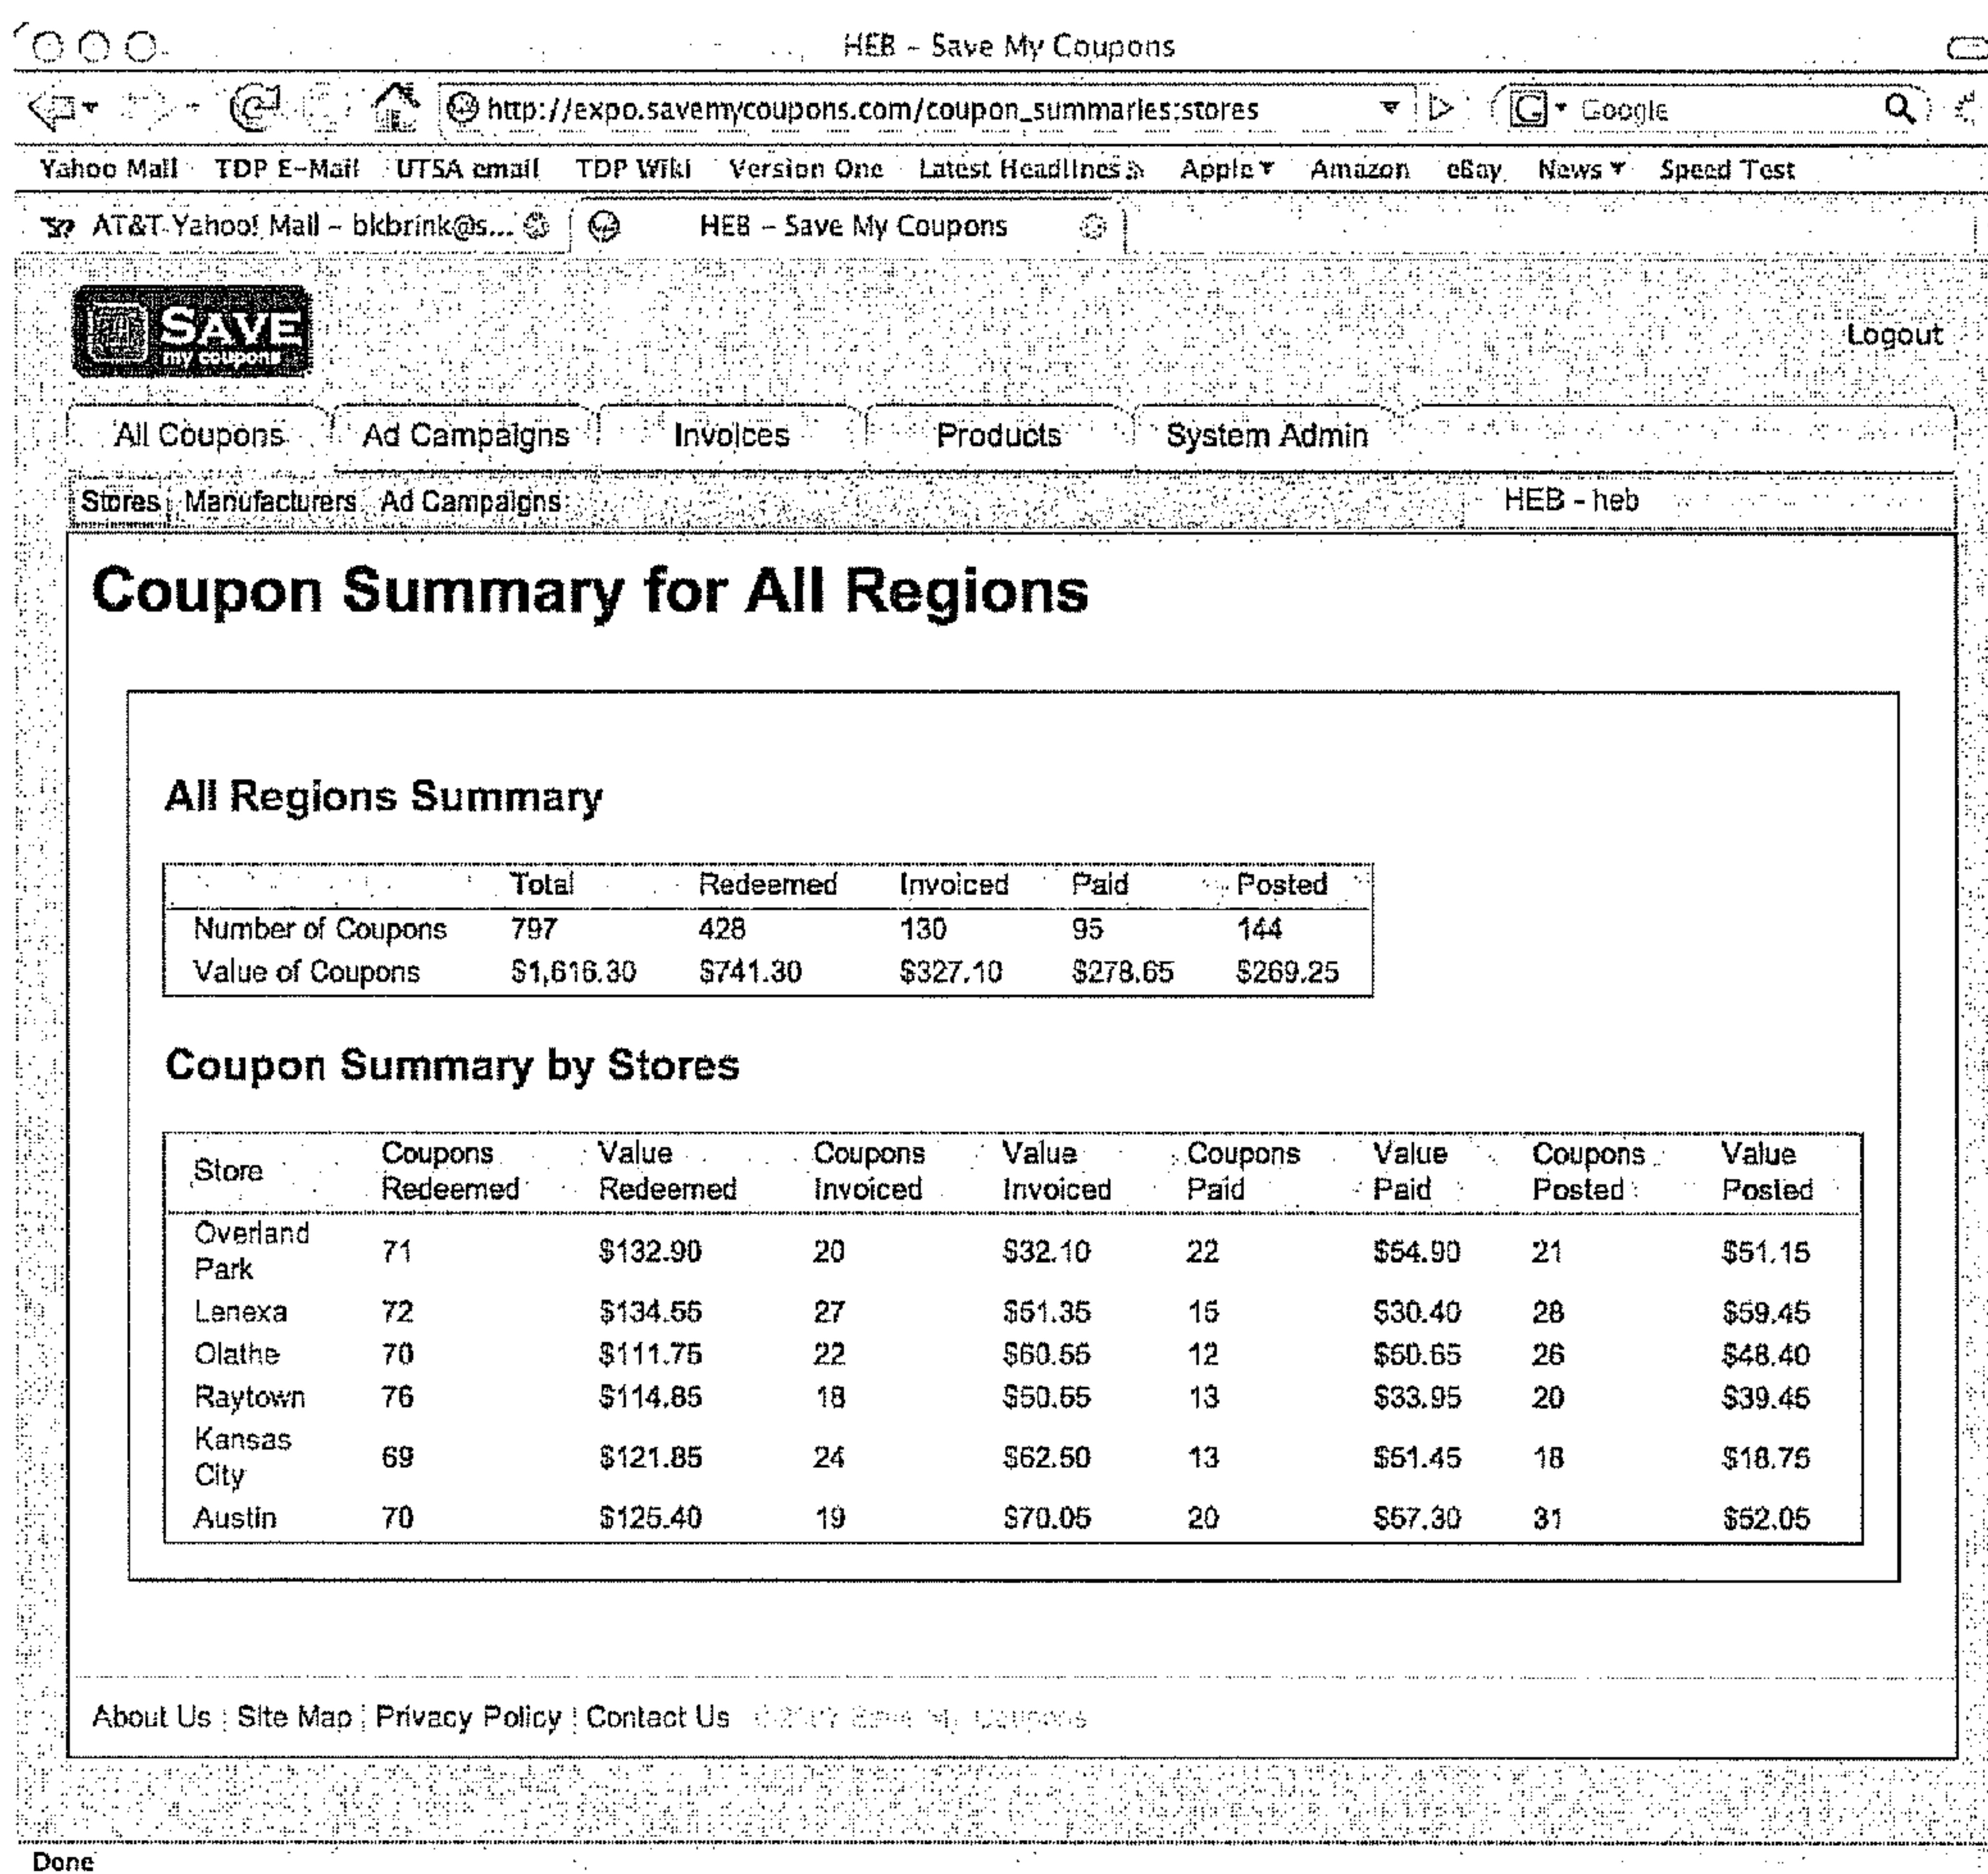 HEB – Save My Coupons
http://expo.savemycoupons.com/coupon_summaries;stores Google
Yahoo Mail TDP E-Mail UTSA email TDP Wiki Version One Latest Headlines Apple Amazon eBay News Speed Test
AT&T Yahoo! Mail – bkbrink@s... HEB – Save My Coupons
SAVE
my coupons
Logout
All Coupons Ad Campaigns Invoices Products System Admin
Stores Manufacturers Ad Campaigns HEB - heb
Coupon Summary for All Regions
All Regions Summary
Total Redeemed Invoiced Paid Posted
Number of Coupons 797 428 130 95 144
Value of Coupons $1,616.30 $741.30 $327.10 $278.65 $269.25
Coupon Summary by Stores
Store Coupons Redeemed Value Redeemed Coupons Invoiced Value Invoiced Coupons Paid Value Paid Coupons Posted Value Posted
Overland Park 71 $132.90 20 $32.10 22 $54.90 21 $51.15
Lenexa 72 $134.55 27 $51.35 15 $30.40 28 $59.45
Olathe 70 $111.75 22 $60.55 12 $50.65 26 $48.40
Raytown 76 $114.85 18 $50.55 13 $33.95 20 $39.45
Kansas City 69 $121.85 24 $62.50 13 $51.45 18 $18.75
Austin 70 $125.40 19 $70.05 20 $57.30 31 $52.05
About Us | Site Map | Privacy Policy | Contact Us ©2007 Save My Coupons
Done